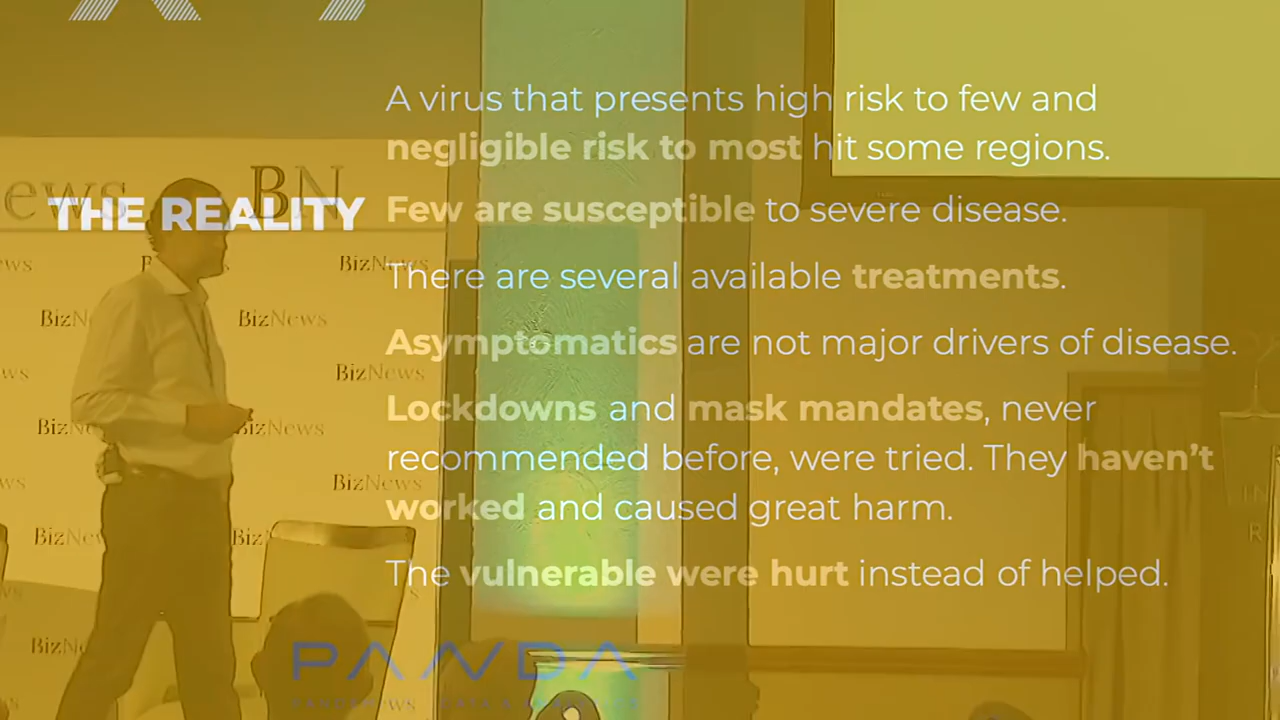 ews
BN
THE REALITY
A virus that presents high risk to few and
negligible risk to most hit some regions.
Few are susceptible to severe disease.
There are several available treatments.
Asymptomatics are not major drivers of disease.
Lockdowns and mask mandates, never
recommended before, were tried. They haven't
worked and caused great harm.
The vulnerable were hurt instead of helped.
BizNews
BizNews
BizNews
BizNews
BizNews
PANDA